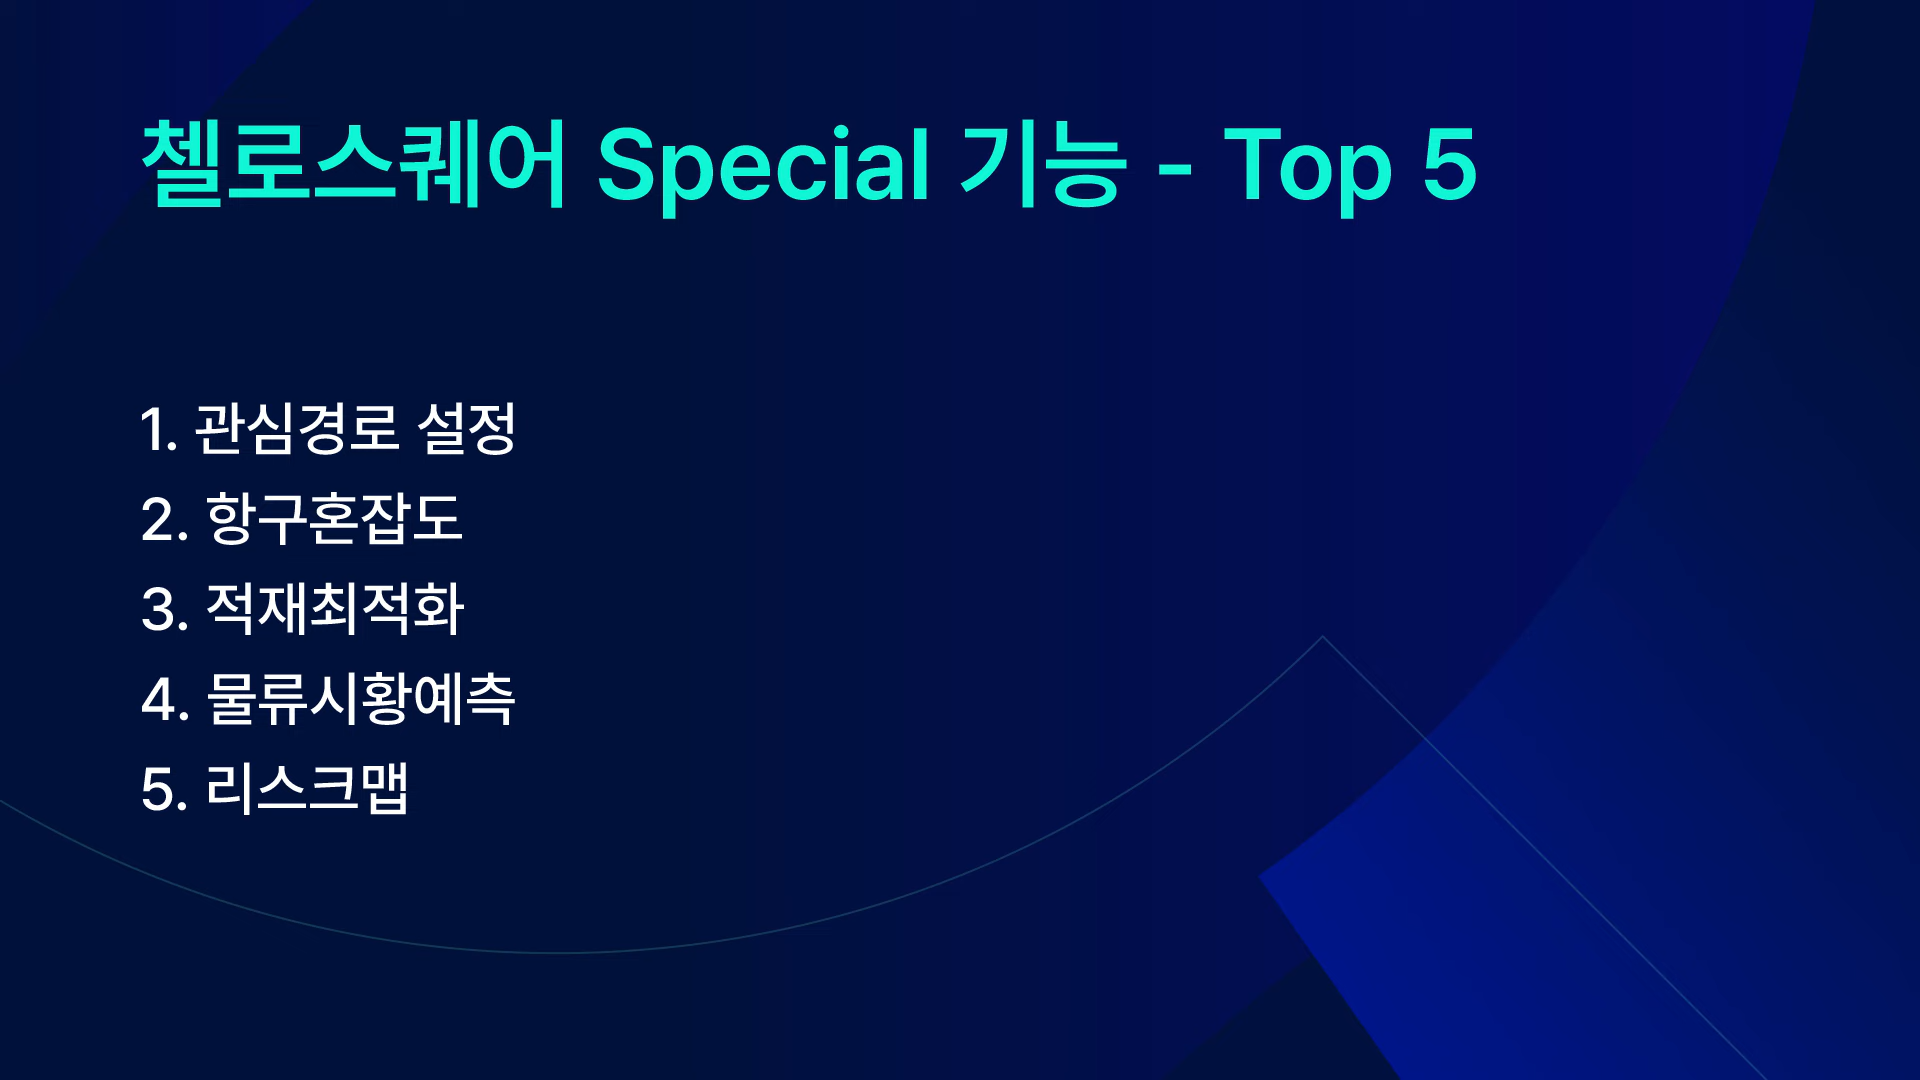 첼로스퀘어 Special 기능 - Top 5
1. 관심경로 설정
2. 항구혼잡도
3. 적재최적화
4. 물류시황예측
5. 리스크맵